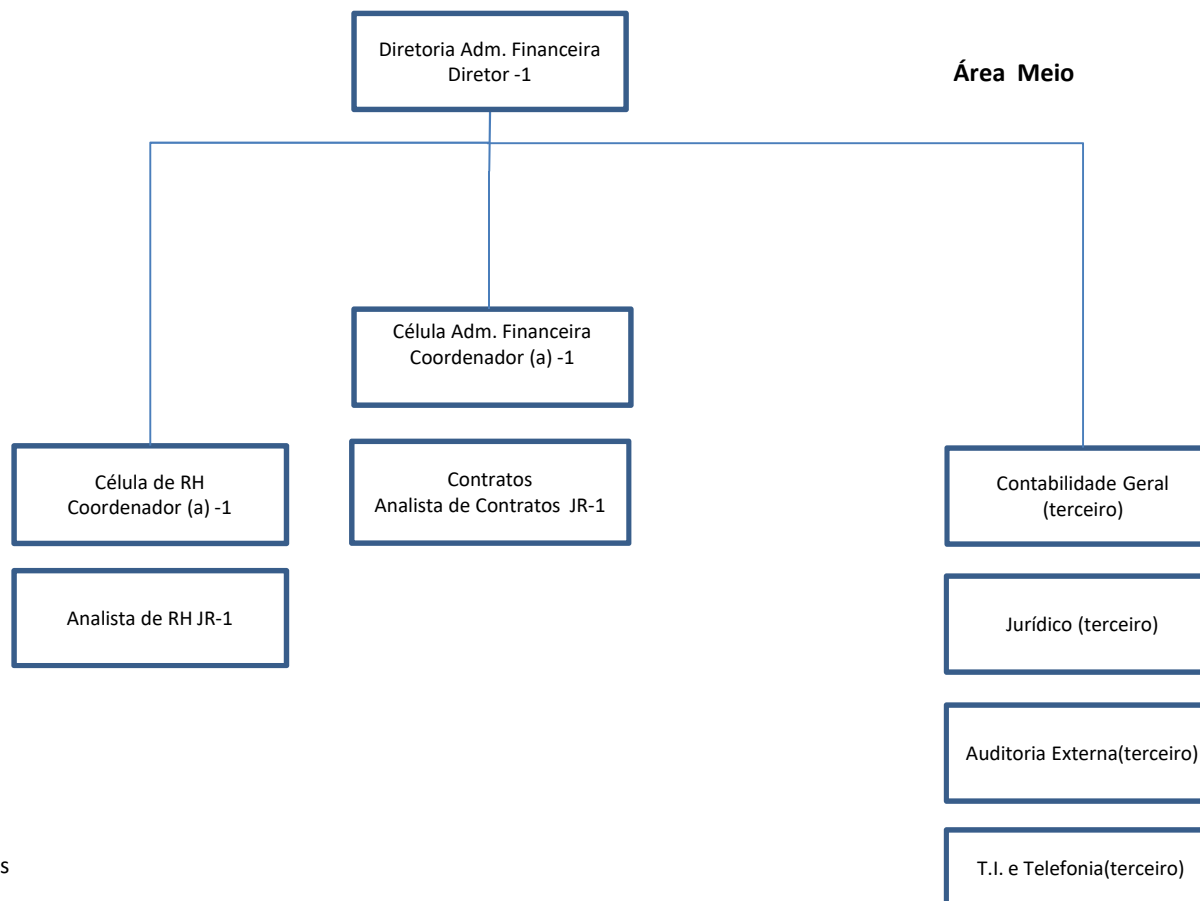 Diretoria Adm. Financeira
Diretor -1
Área Meio
Célula Adm. Financeira
Coordenador (a) -1
Célula de RH
Coordenador (a) -1
Contratos
Analista de Contratos JR-1
Contabilidade Geral
(terceiro)
Analista de RH JR-1
Jurídico (terceiro)
Auditoria Externa(terceiro)
T.I. e Telefonia(terceiro)
s